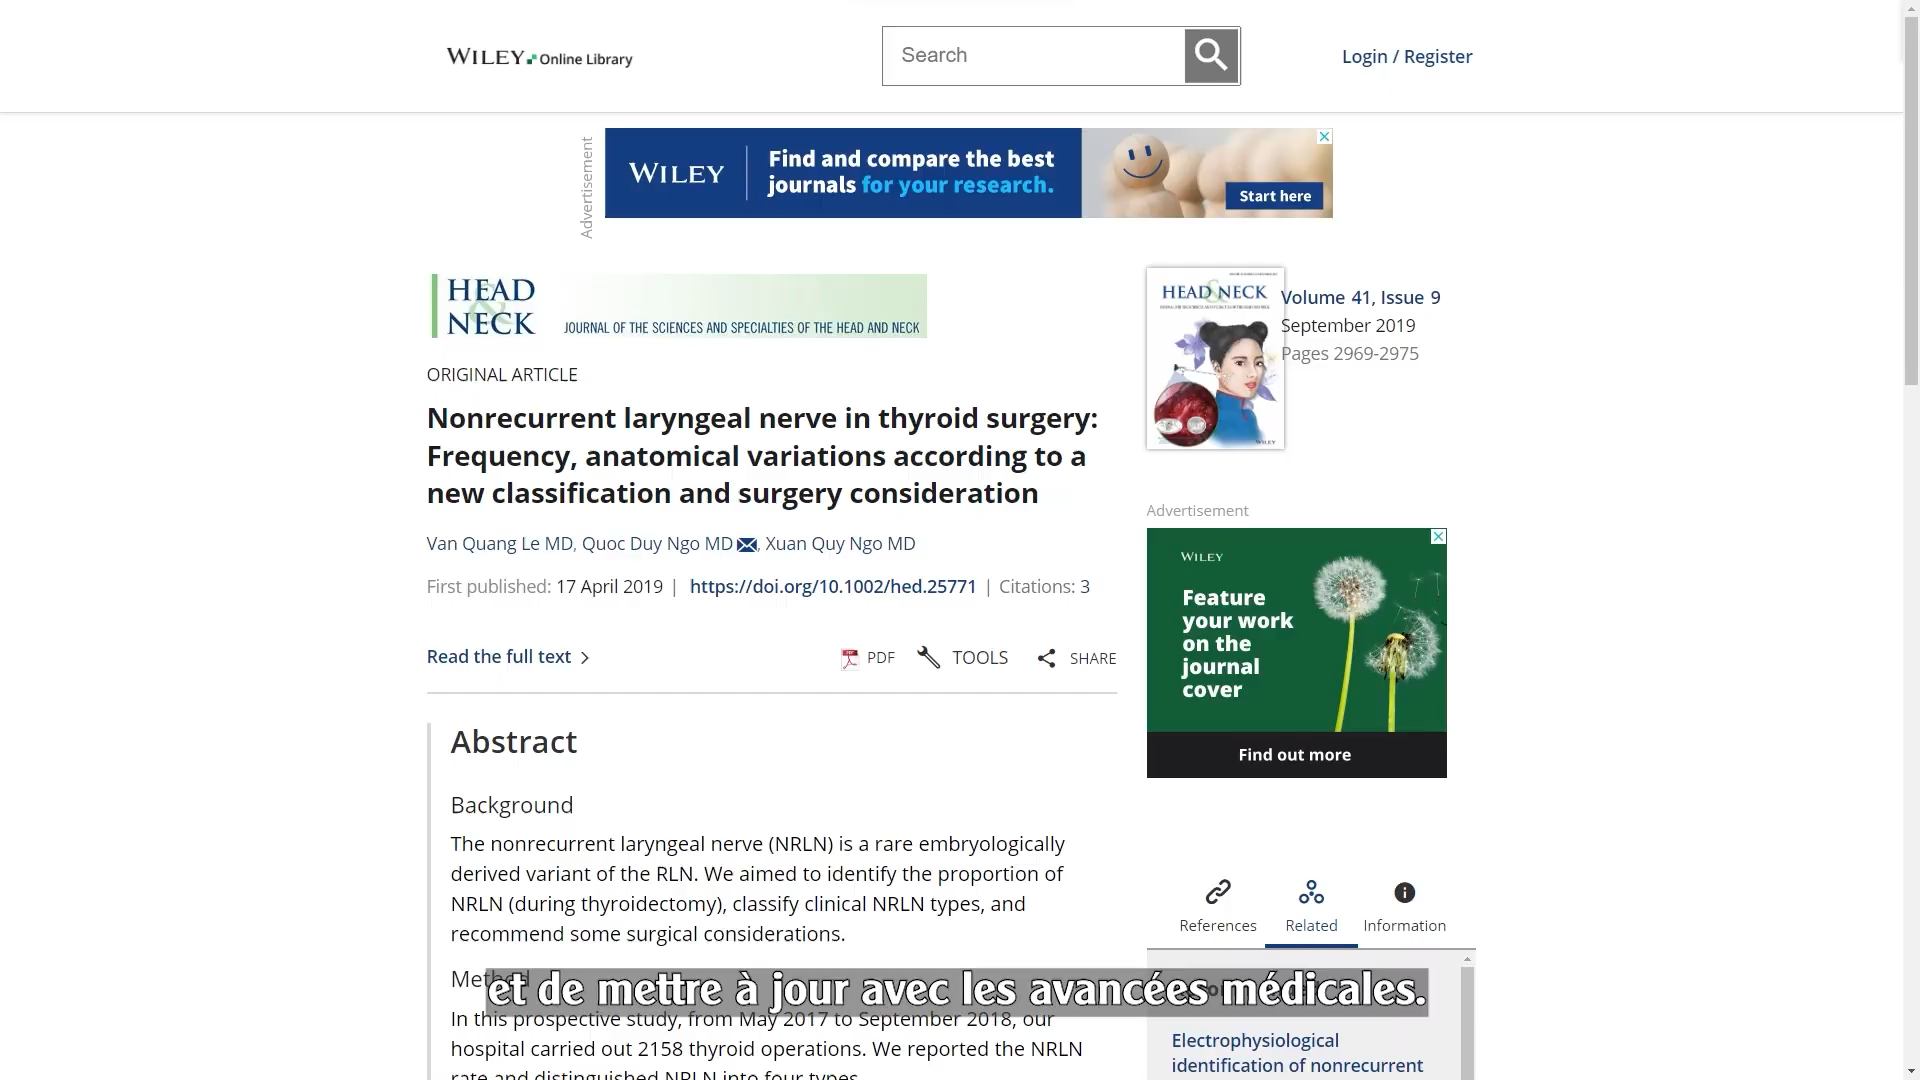 WILEY Online Library
Search
Login / Register
Advertisement
WILEY
Find and compare the best
journals for your research.
Start here
HEAD & NECK
JOURNAL OF THE SCIENCES AND SPECIALTIES OF THE HEAD AND NECK
ORIGINAL ARTICLE
Nonrecurrent laryngeal nerve in thyroid surgery:
Frequency, anatomical variations according to a
new classification and surgery consideration
Van Quang Le MD, Quoc Duy Ngo MD, Xuan Quy Ngo MD
First published: 17 April 2019 | https://doi.org/10.1002/hed.25771 | Citations: 3
Read the full text
PDF
TOOLS
SHARE
HEAD & NECK
WILEY
Volume 41, Issue 9
September 2019
Pages 2969-2975
Advertisement
WILEY
Feature
your work
on the
journal
cover
Find out more
Abstract
Background
The nonrecurrent laryngeal nerve (NRLN) is a rare embryologically
derived variant of the RLN. We aimed to identify the proportion of
NRLN (during thyroidectomy), classify clinical NRLN types, and
recommend some surgical considerations.
Method
In this prospective study, from May 2017 to September 2018, our
hospital carried out 2158 thyroid operations. We reported the NRLN
rate and distinguished NRLN into four types.
References
Related
Information
Electrophysiological
identification of nonrecurrent
et de mettre à jour avec les avancées médicales.